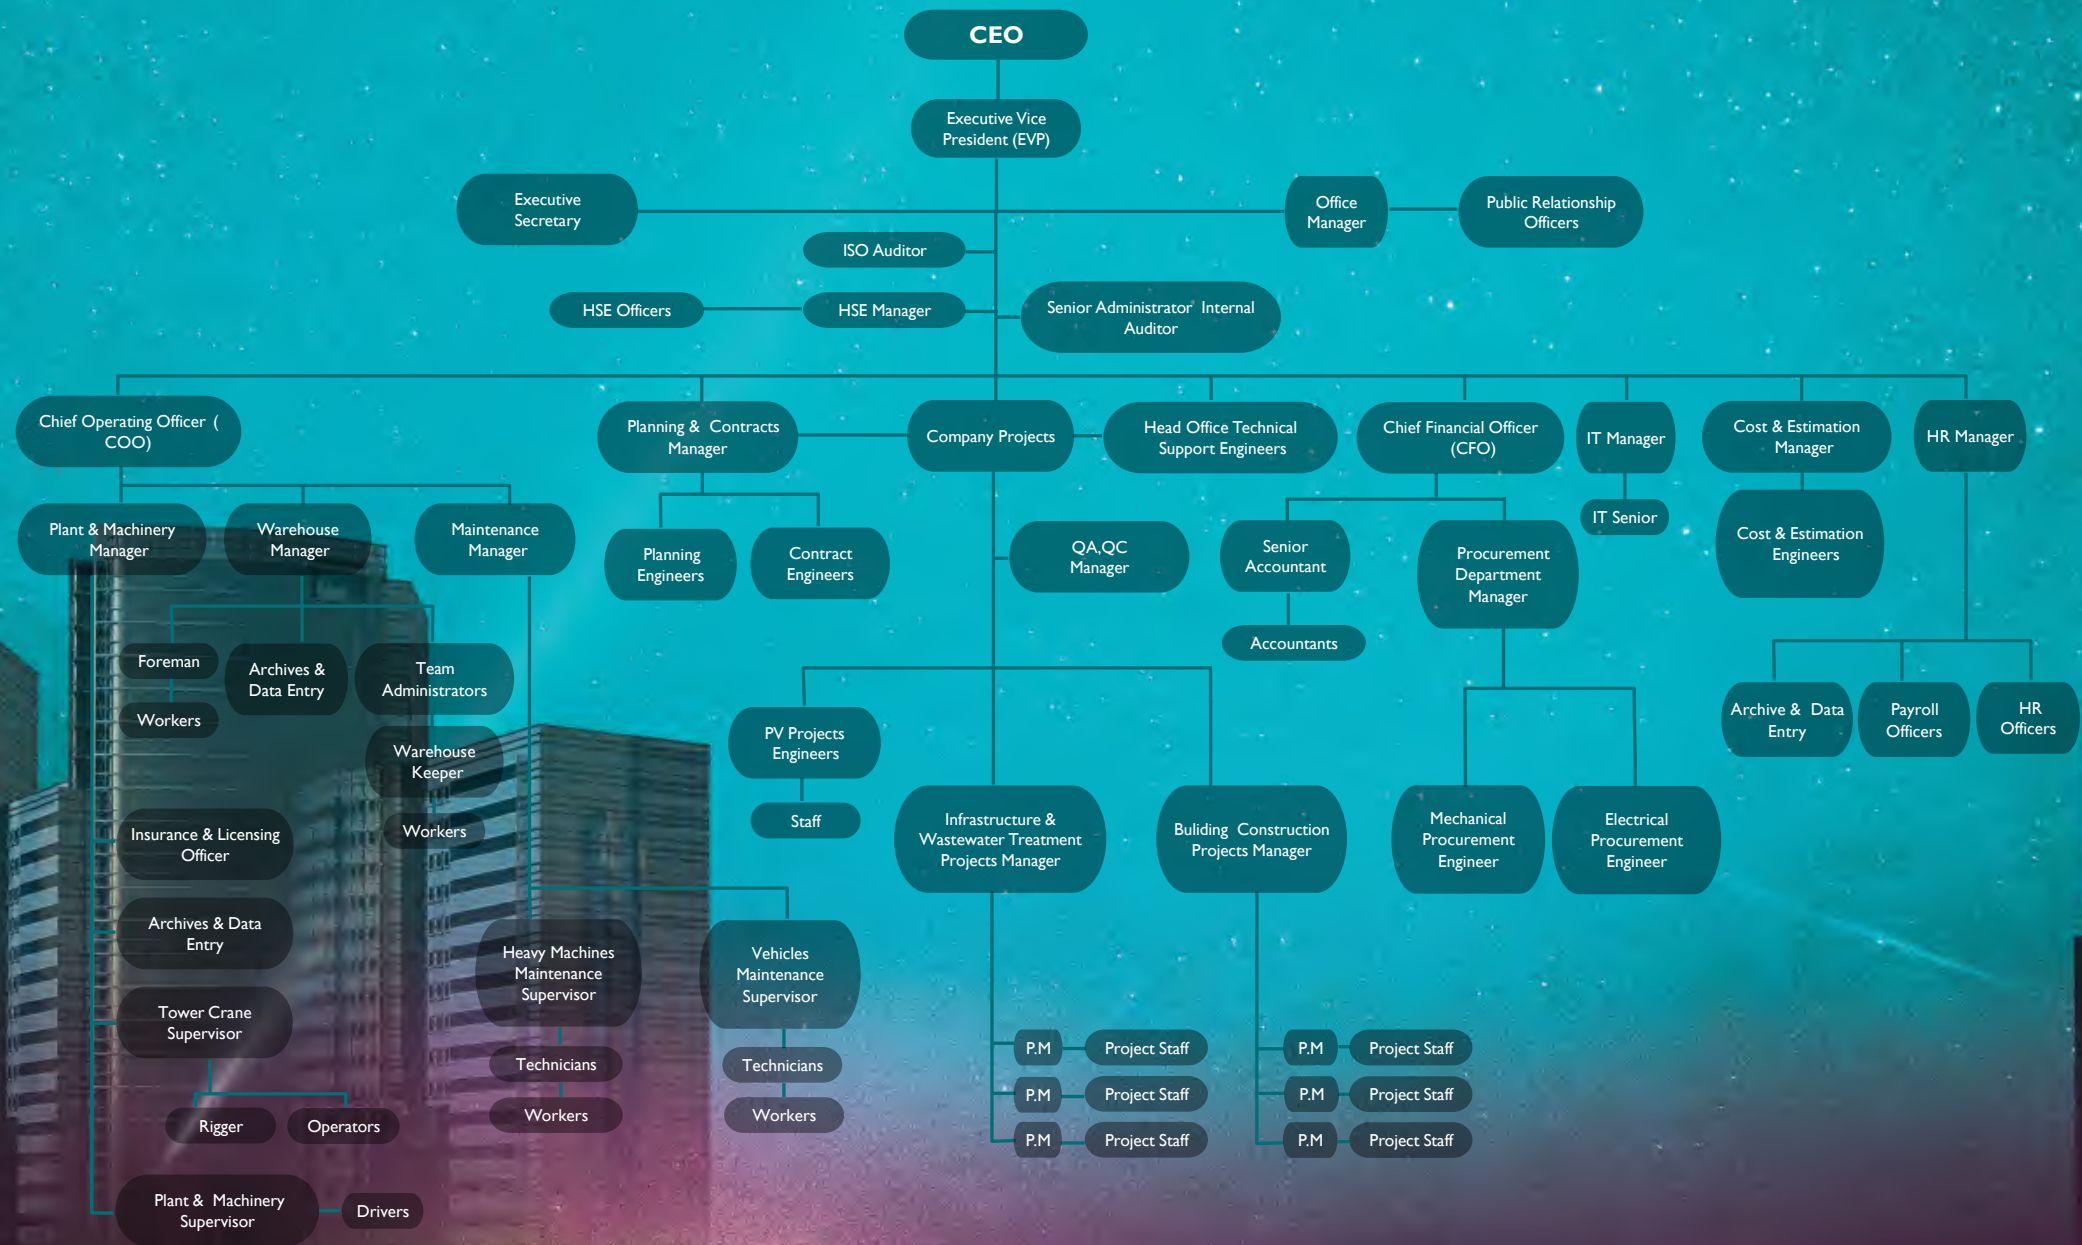 CEO
Executive Vice
President (EVP)
Executive
Secretary
Office
Manager
Public Relationship
Officers
ISO Auditor
HSE Officers
HSE Manager
Senior Administrator Internal
Auditor
Chief Operating Officer (
COO)
Planning & Contracts
Manager
Company Projects
Head Office Technical
Support Engineers
Chief Financial Officer
(CFO)
IT Manager
Cost & Estimation
Manager
HR Manager
Plant & Machinery
Manager
Warehouse
Manager
Maintenance
Manager
Planning
Engineers
Contract
Engineers
QA,QC
Manager
Senior
Accountant
Procurement
Department
Manager
IT Senior
Cost & Estimation
Engineers
Accountants
Foreman
Archives &
Data Entry
Team
Administrators
Workers
Warehouse
Keeper
Workers
PV Projects
Engineers
Staff
Archive & Data
Entry
Payroll
Officers
HR
Officers
Insurance & Licensing
Officer
Infrastructure &
Wastewater Treatment
Projects Manager
Buliding Construction
Projects Manager
Mechanical
Procurement
Engineer
Electrical
Procurement
Engineer
Archives & Data
Entry
Heavy Machines
Maintenance
Supervisor
Vehicles
Maintenance
Supervisor
Tower Crane
Supervisor
Technicians
Technicians
Workers
Workers
Rigger
Operators
P.M
Project Staff
P.M
Project Staff
P.M
Project Staff
P.M
Project Staff
P.M
Project Staff
P.M
Project Staff
Plant & Machinery
Supervisor
Drivers